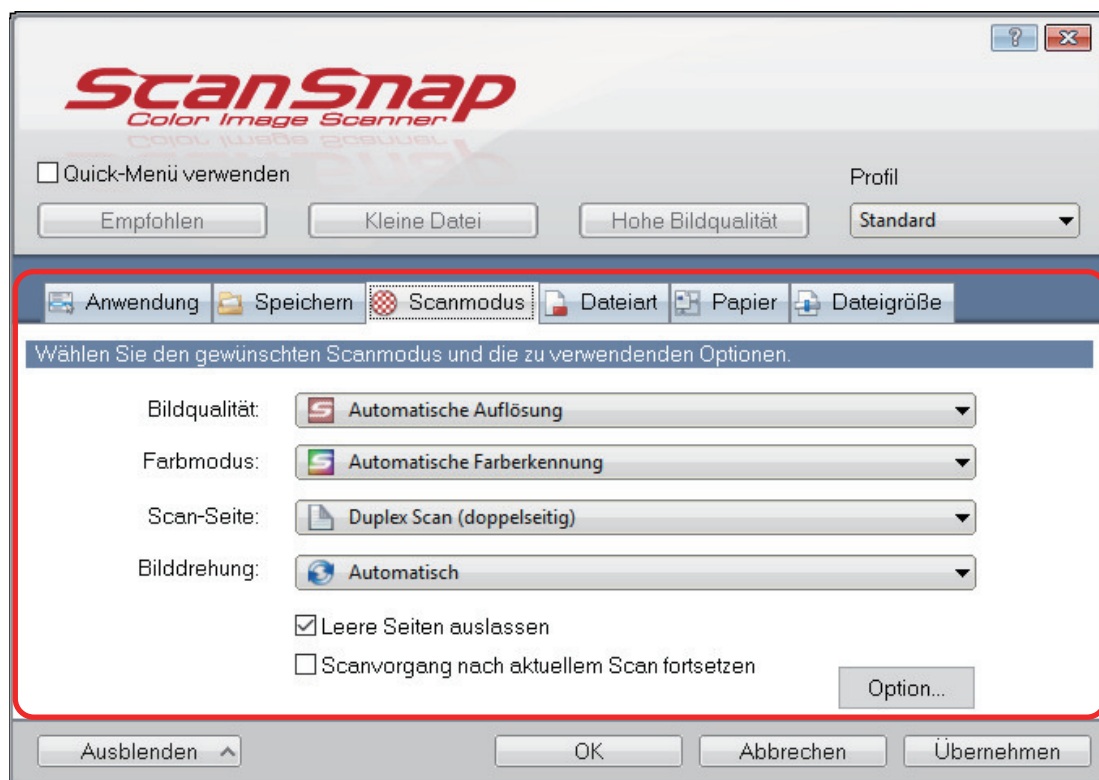 ScanSnap
Color Image Scanner
Quick-Menü verwenden
Profil
Empfohlen Kleine Datei Hohe Bildqualität Standard
Anwendung Speichern Scanmodus Dateiart Papier Dateigröße
Wählen Sie den gewünschten Scanmodus und die zu verwendenden Optionen.
Bildqualität: Automatische Auflösung
Farbmodus: Automatische Farberkennung
Scan-Seite: Duplex Scan (doppelseitig)
Bilddrehung: Automatisch
Leere Seiten auslassen
Scanvorgang nach aktuellem Scan fortsetzen
Option...
Ausblenden OK Abbrechen Übernehmen